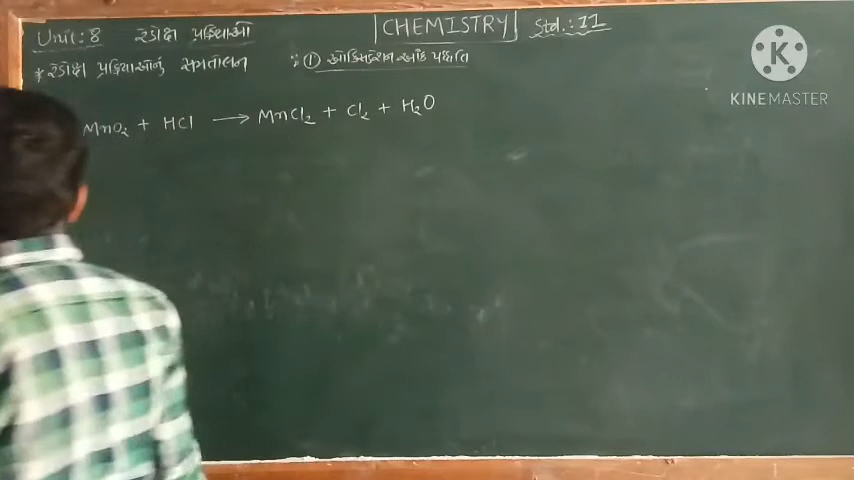 Unit: 8 રેડોક્ષ પ્રક્રિયાઓ CHEMISTRY Std.: 11
* રેડોક્ષ પ્રક્રિયાઓનું સમતોલન :: ① ઓક્સિડેશન આંક પદ્ધતિ
MnO₂ + HCl → MnCl₂ + Cl₂ + H₂O
K
KINEMASTER